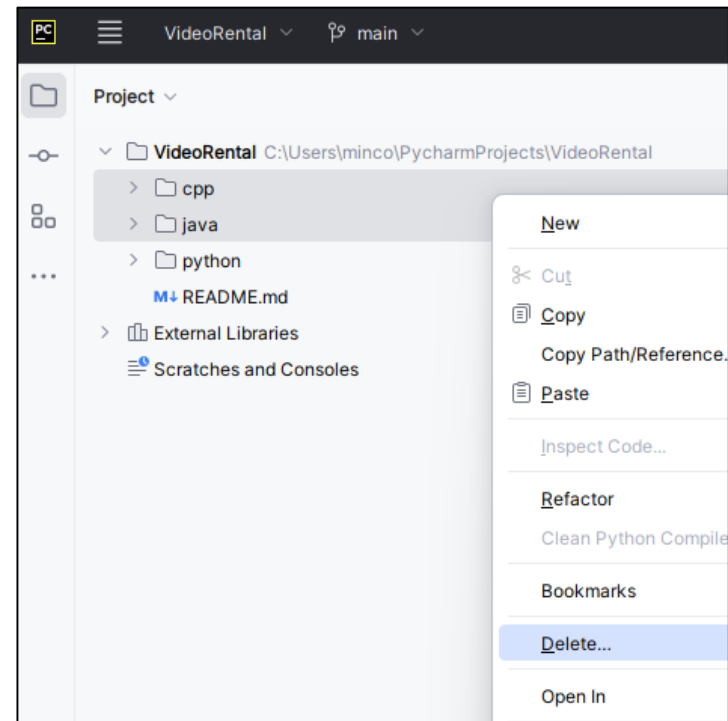 PC VideoRental main
Project
VideoRental C:\Users\minco\PycharmProjects\VideoRental
cpp
java
python
M↓ README.md
External Libraries
Scratches and Consoles
New
Cut
Copy
Copy Path/Reference.
Paste
Inspect Code...
Refactor
Clean Python Compile
Bookmarks
Delete...
Open In